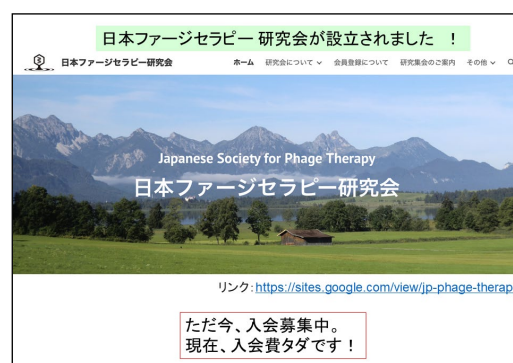 日本ファージセラピー研究会が設立されました ！
日本ファージセラピー研究会 ホーム 研究会について 会員登録について 研究集会のご案内 その他
Japanese Society for Phage Therapy
日本ファージセラピー研究会
リンク：https://sites.google.com/view/jp-phage-therap
ただ今、入会募集中。
現在、入会費タダです！